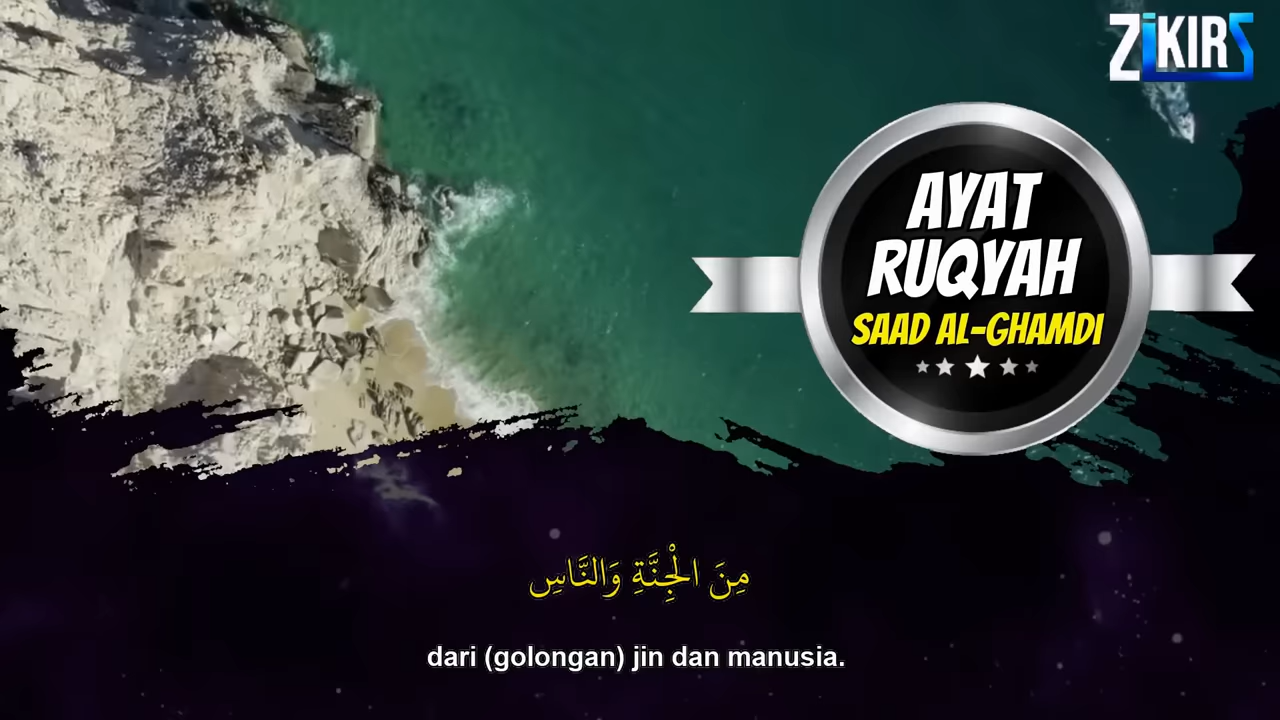 ZIKIRS
AYAT
RUQYAH
SAAD AL-GHAMDI
مِنَ الْجِنَّةِ وَالنَّاسِ
dari (golongan) jin dan manusia.